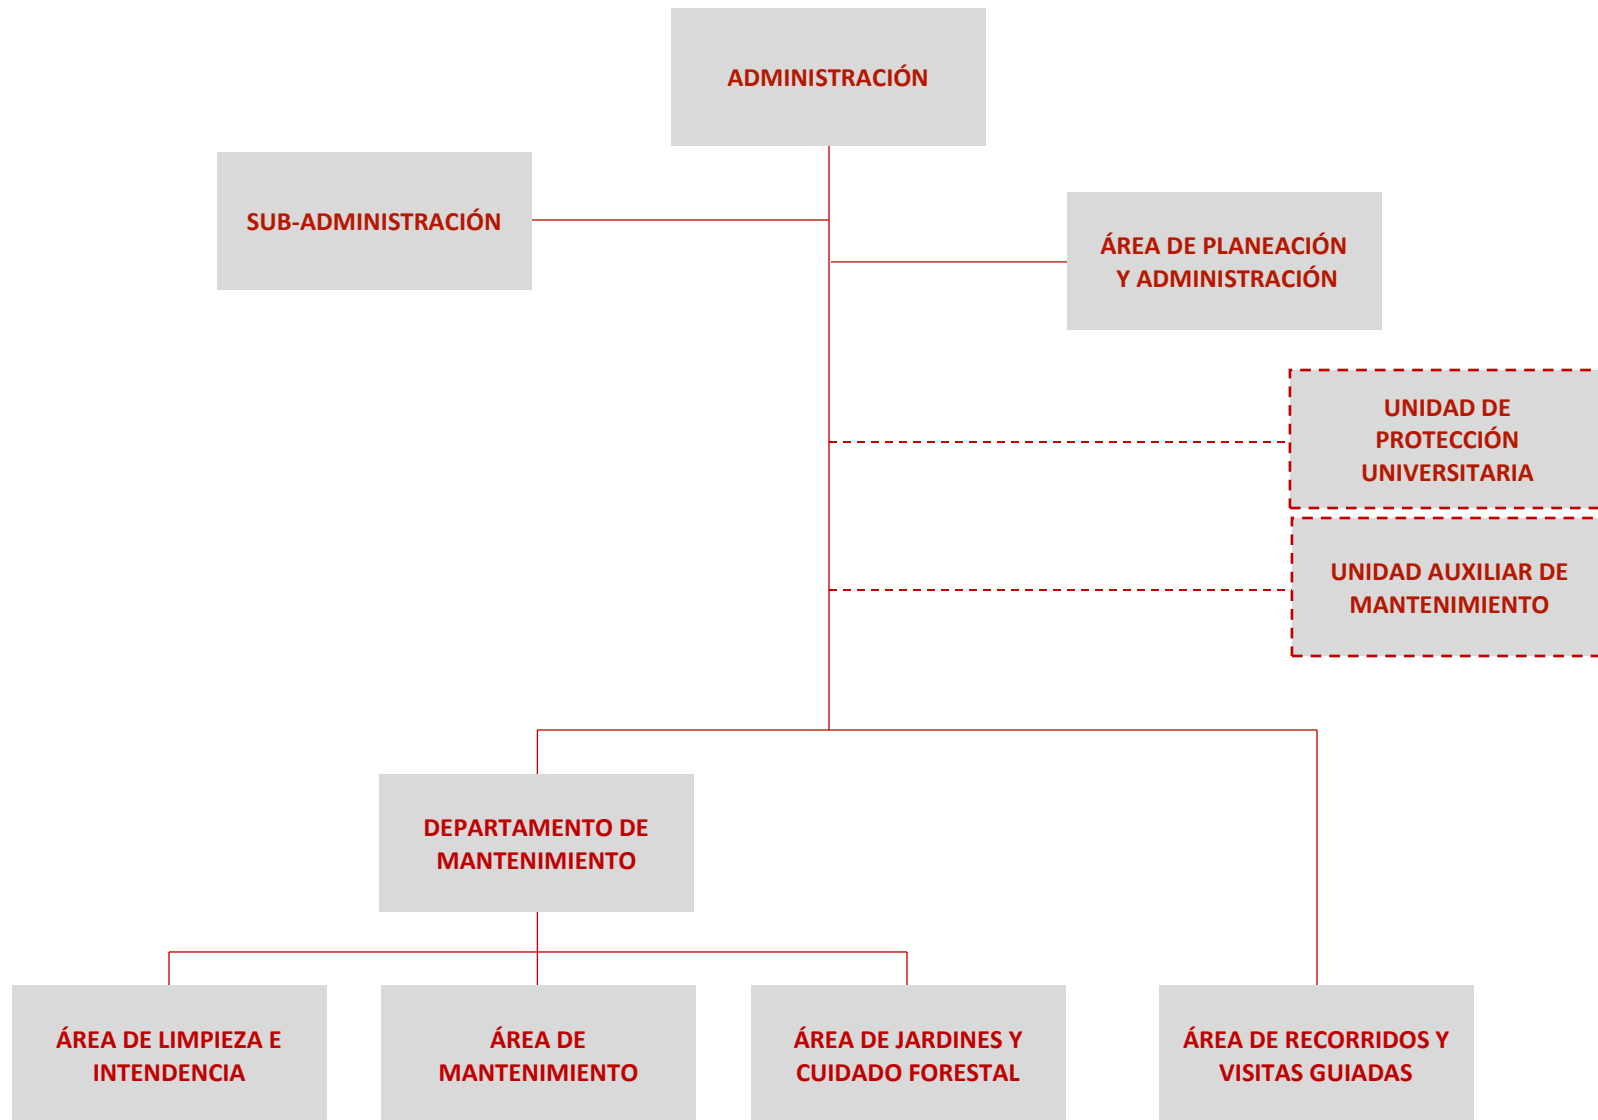 ADMINISTRACIÓN
SUB-ADMINISTRACIÓN
ÁREA DE PLANEACIÓN
Y ADMINISTRACIÓN
UNIDAD DE
PROTECCIÓN
UNIVERSITARIA
UNIDAD AUXILIAR DE
MANTENIMIENTO
DEPARTAMENTO DE
MANTENIMIENTO
ÁREA DE LIMPIEZA E
INTENDENCIA
ÁREA DE
MANTENIMIENTO
ÁREA DE JARDINES Y
CUIDADO FORESTAL
ÁREA DE RECORRIDOS Y
VISITAS GUIADAS